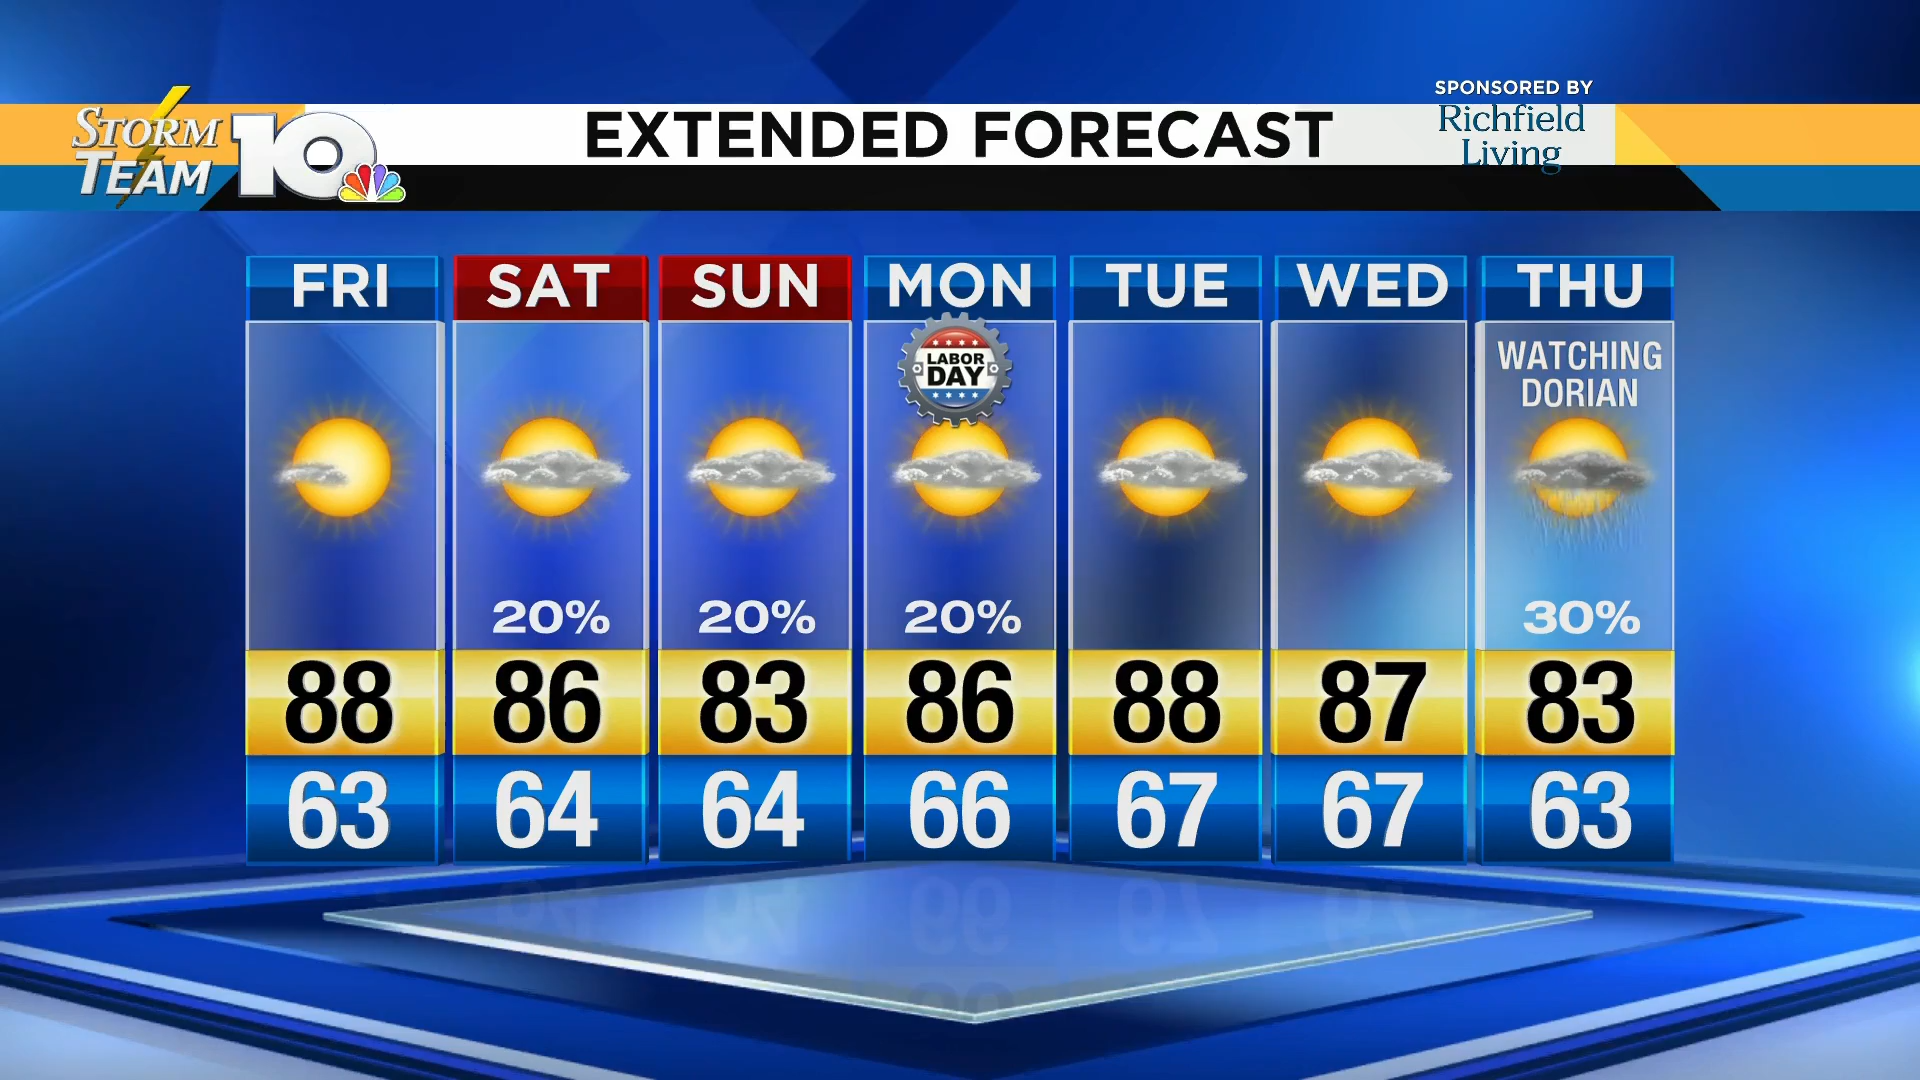 STORM
TEAM
10
EXTENDED FORECAST
SPONSORED BY
Richfield
Living
FRI
SAT
SUN
MON
TUE
WED
THU
LABOR
DAY
WATCHING
DORIAN
20%
20%
20%
30%
88
86
83
86
88
87
83
63
64
64
66
67
67
63